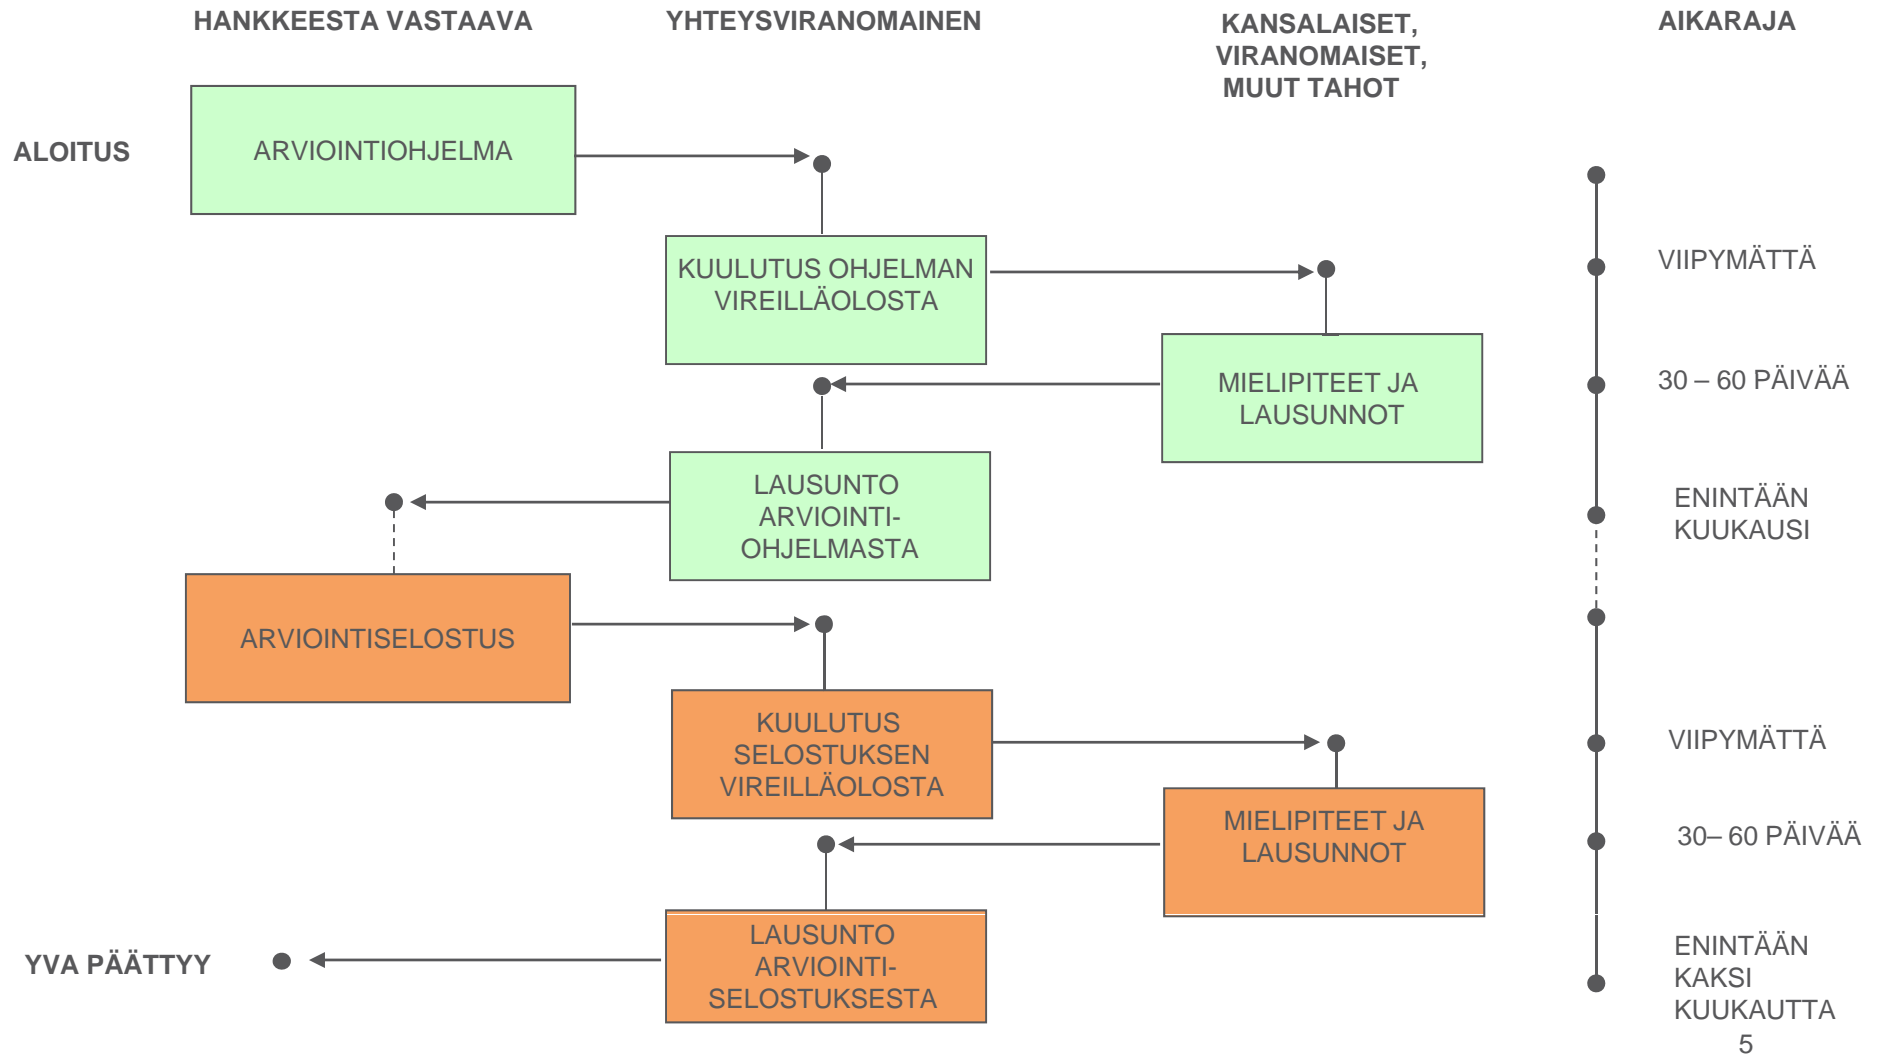 HANKKEESTA VASTAAVA
YHTEYSVIRANOMAINEN
KANSALAISET,
VIRANOMAISET,
MUUT TAHOT
AIKARAJA
ALOITUS
ARVIOINTIOHJELMA
KUULUTUS OHJELMAN
VIREILLÄOLOSTA
VIIPYMÄTTÄ
MIELIPITEET JA
LAUSUNNOT
30 – 60 PÄIVÄÄ
LAUSUNTO
ARVIOINTI-
OHJELMASTA
ENINTÄÄN
KUUKAUSI
ARVIOINTISELOSTUS
KUULUTUS
SELOSTUKSEN
VIREILLÄOLOSTA
VIIPYMÄTTÄ
MIELIPITEET JA
LAUSUNNOT
30– 60 PÄIVÄÄ
YVA PÄÄTTYY
LAUSUNTO
ARVIOINTI-
SELOSTUKSESTA
ENINTÄÄN
KAKSI
KUUKAUTTA
5